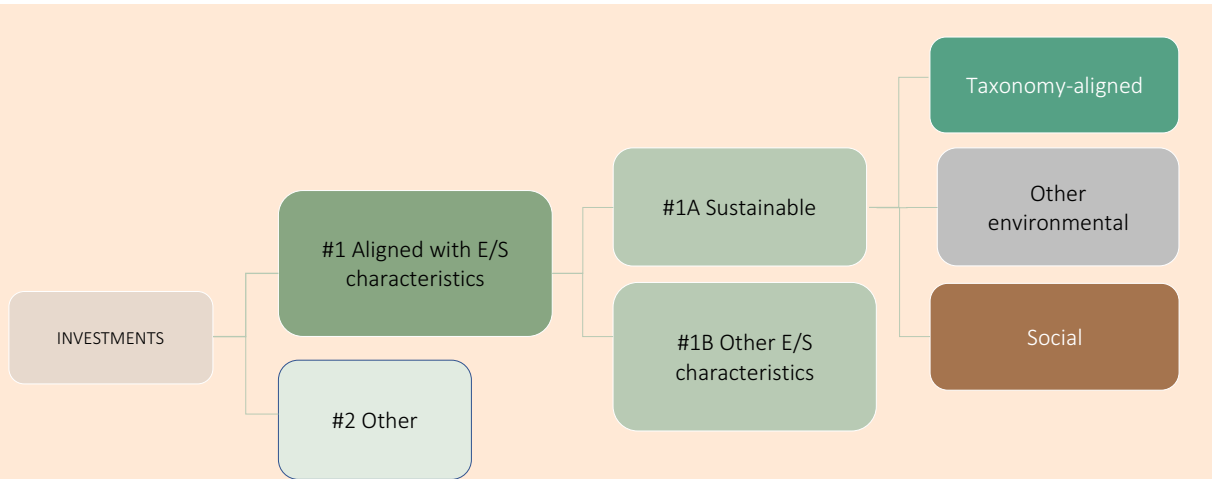 INVESTMENTS
#1 Aligned with E/S
characteristics
#2 Other
#1A Sustainable
#1B Other E/S
characteristics
Taxonomy-aligned
Other
environmental
Social